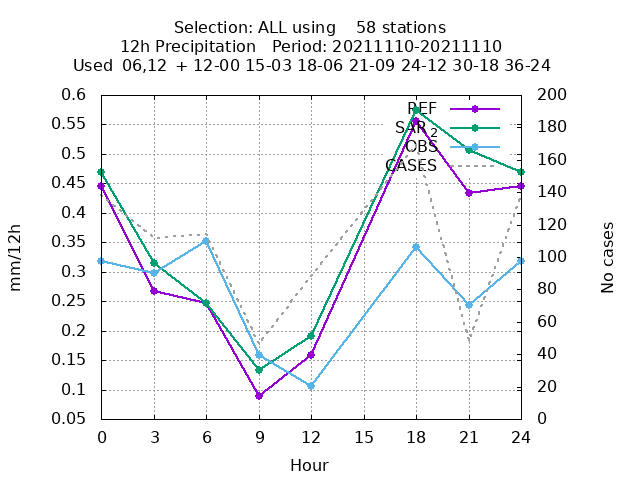 Selection: ALL using    58 stations
12h Precipitation   Period: 20211110-20211110
Used  06,12  + 12-00 15-03 18-06 21-09 24-12 30-18 36-24
REF
SAR 2
OBS
CASES
0.6
0.55
0.5
0.45
0.4
0.35
0.3
0.25
0.2
0.15
0.1
0.05
mm/12h
200
180
160
140
120
100
80
60
40
20
0
No cases
0 3 6 9 12 15 18 21 24
Hour